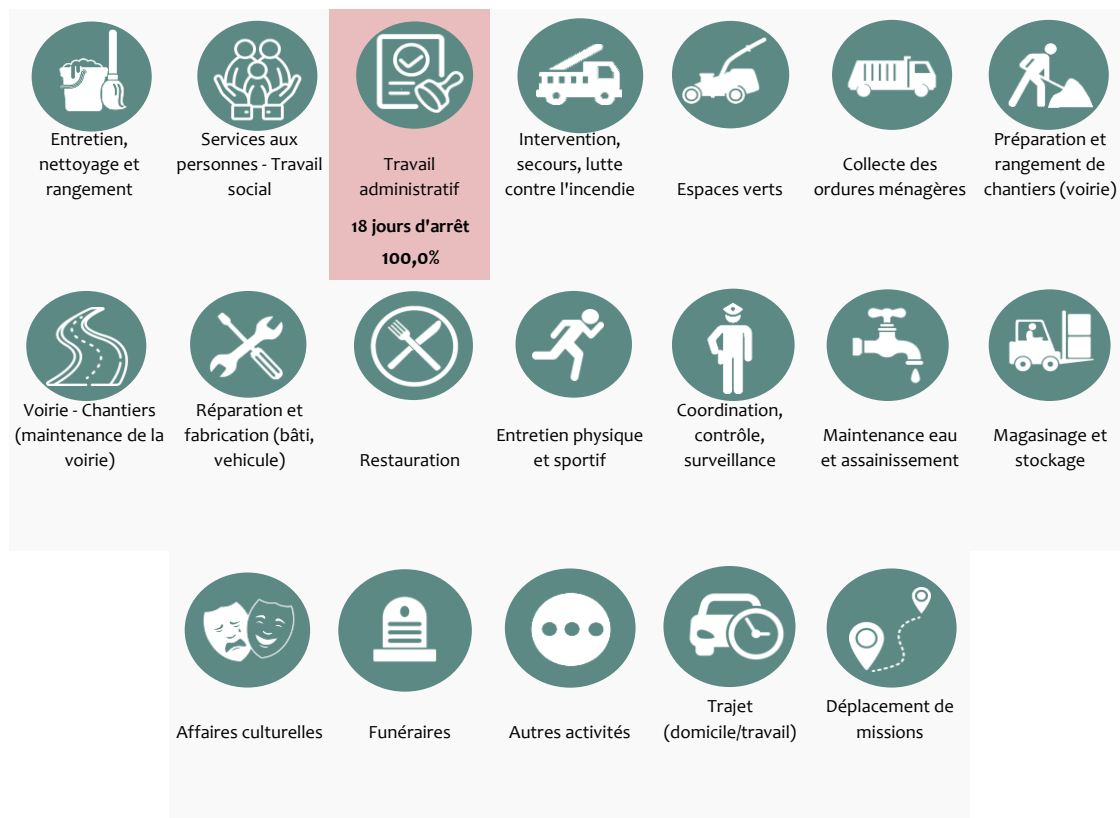 Entretien,
nettoyage et
rangement
Services aux
personnes - Travail
social
Travail
administratif
18 jours d'arrêt
100,0%
Intervention,
secours, lutte
contre l'incendie
Espaces verts
Collecte des
ordures ménagères
Préparation et
rangement de
chantiers (voirie)
Voirie - Chantiers
(maintenance de la
voirie)
Réparation et
fabrication (bâti,
vehicule)
Restauration
Entretien physique
et sportif
Coordination,
contrôle,
surveillance
Maintenance eau
et assainissement
Magasinage et
stockage
Affaires culturelles
Funéraires
Autres activités
Trajet
(domicile/travail)
Déplacement de
missions